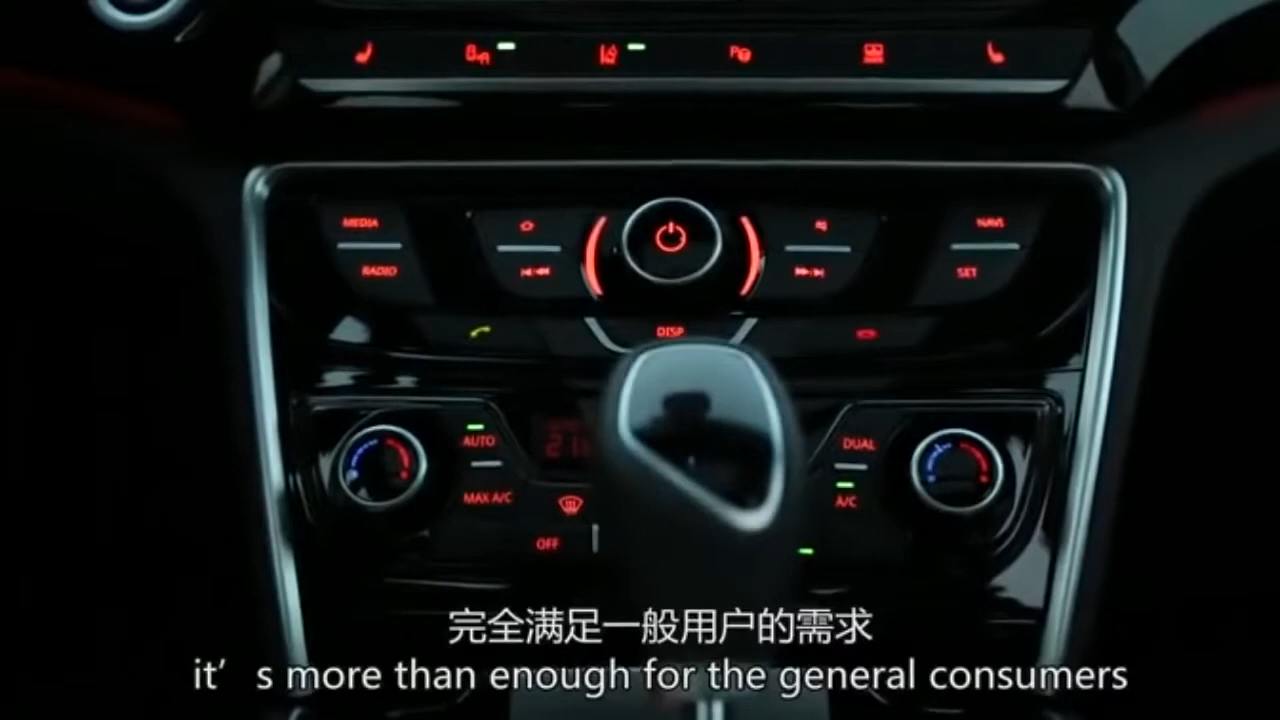 MEDIA
NAVI
RADIO
SET
DISP
AUTO
DUAL
MAX A/C
A/C
OFF
完全满足一般用户的需求
it's more than enough for the general consumers